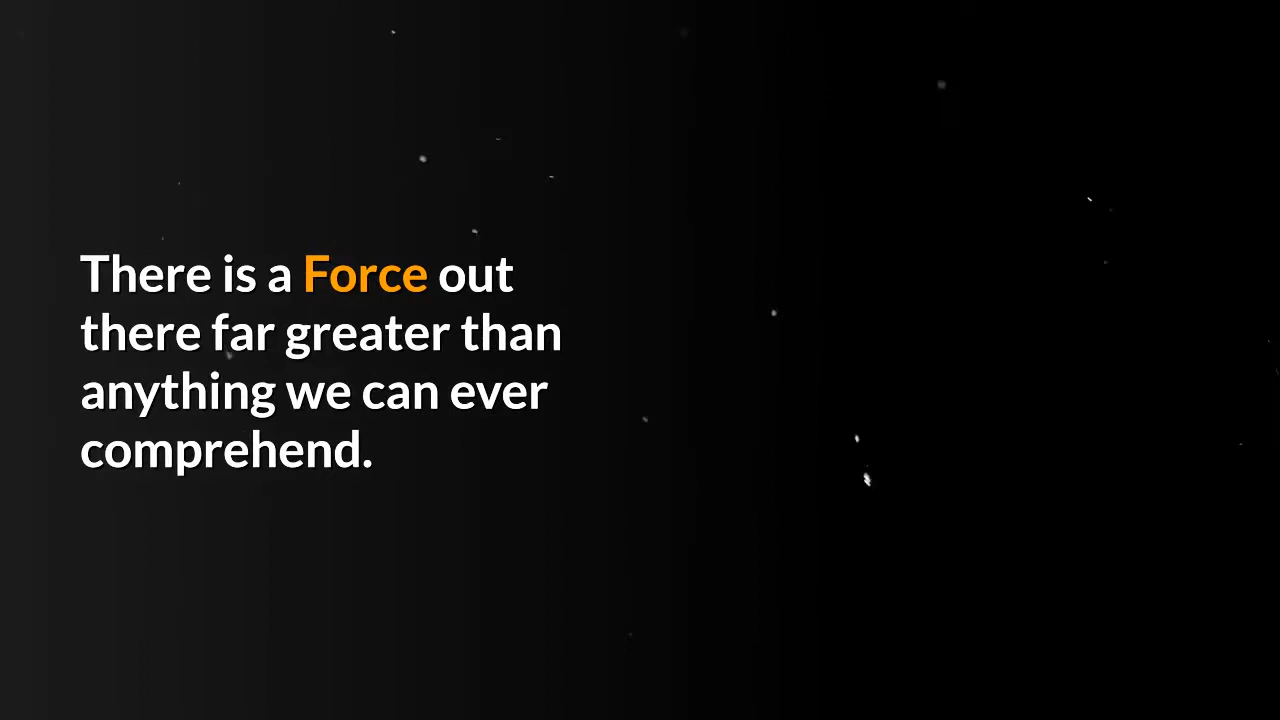 There is a Force out
there far greater than
anything we can ever
comprehend.